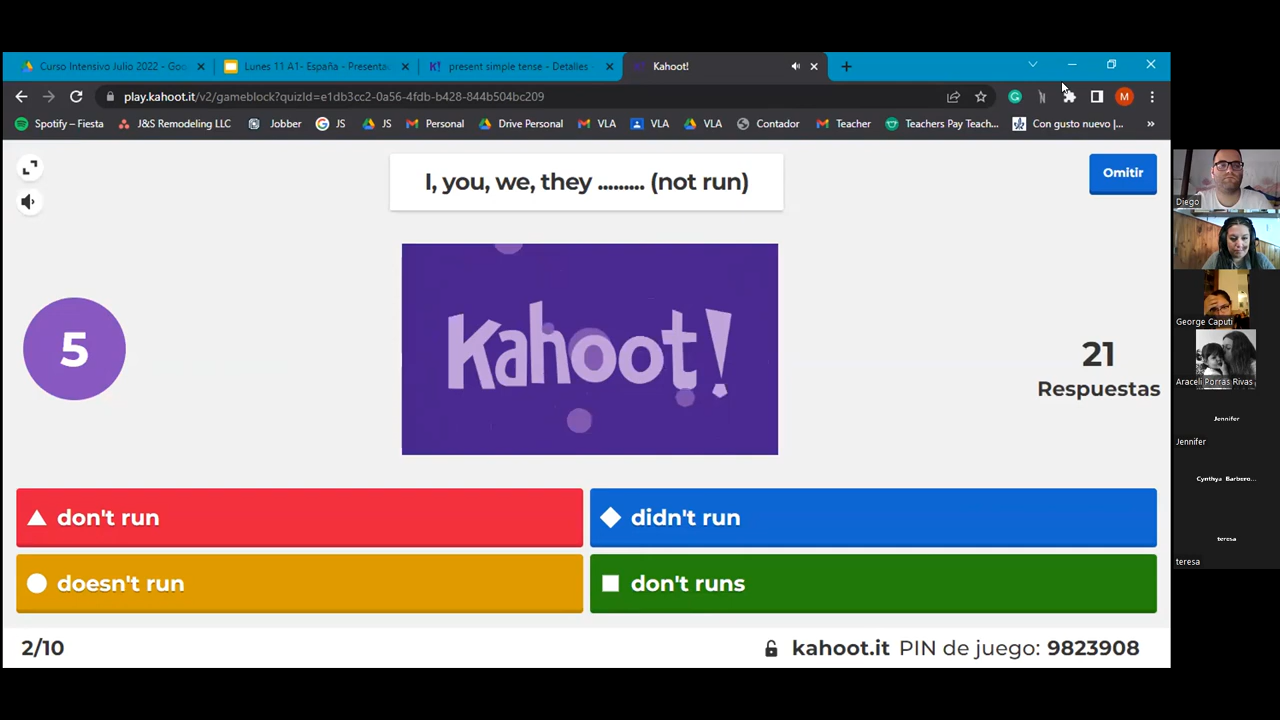 Curso Intensivo Julio 2022 - Goo
Lunes 11 A1- España - Presenta
K! present simple tense - Detalles -
Kahoot!
play.kahoot.it/v2/gameblock?quizId=e1db3cc2-0a56-4fdb-b428-844b504bc209
M
Spotify – Fiesta
J&S Remodeling LLC
Jobber
JS
JS
Personal
Drive Personal
VLA
VLA
VLA
Contador
Teacher
Teachers Pay Teach...
Con gusto nuevo |...
»
I, you, we, they ......... (not run)
Omitir
5
Kahoot!
21
Respuestas
don't run
didn't run
doesn't run
don't runs
2/10
kahoot.it PIN de juego: 9823908
Diego
George Caputi
Araceli Porras Rivas
Jennifer
Jennifer
Cynthya Barbero...
teresa
teresa